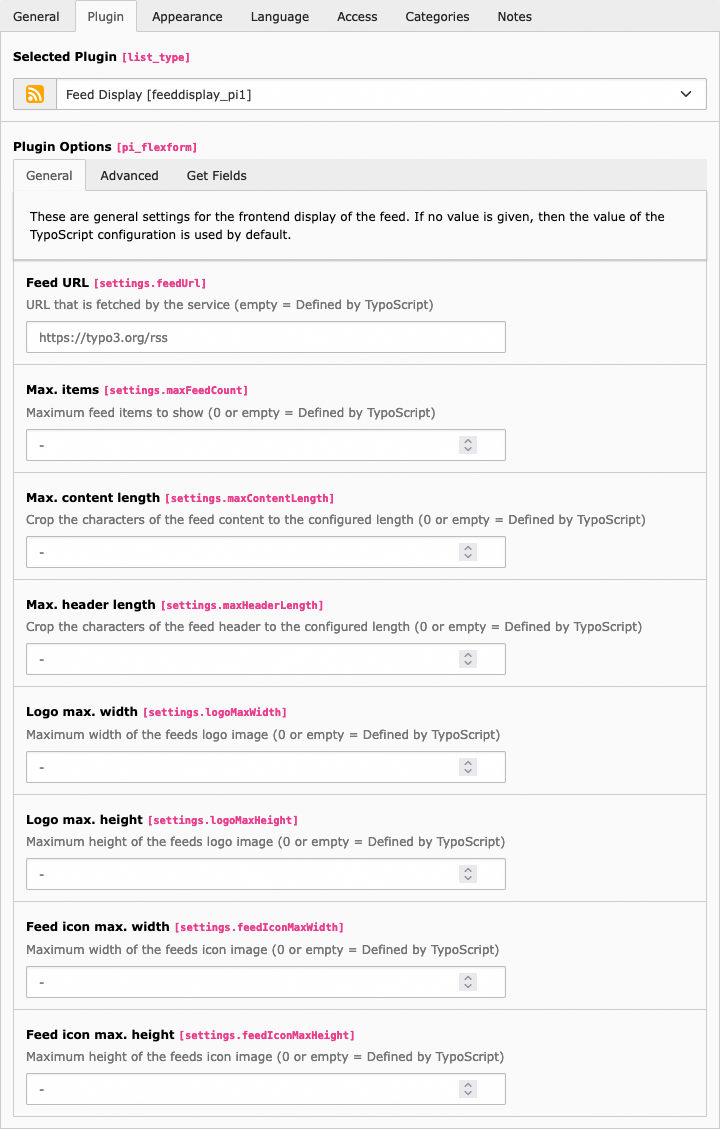 General Plugin Appearance Language Access Categories Notes
Selected Plugin [list_type]
Feed Display [feeddisplay_pi1]
Plugin Options [pi_flexform]
General Advanced Get Fields
These are general settings for the frontend display of the feed. If no value is given, then the value of the
TypoScript configuration is used by default.
Feed URL [settings.feedUrl]
URL that is fetched by the service (empty = Defined by TypoScript)
https://typo3.org/rss
Max. items [settings.maxFeedCount]
Maximum feed items to show (0 or empty = Defined by TypoScript)
-
Max. content length [settings.maxContentLength]
Crop the characters of the feed content to the configured length (0 or empty = Defined by TypoScript)
-
Max. header length [settings.maxHeaderLength]
Crop the characters of the feed header to the configured length (0 or empty = Defined by TypoScript)
-
Logo max. width [settings.logoMaxWidth]
Maximum width of the feeds logo image (0 or empty = Defined by TypoScript)
-
Logo max. height [settings.logoMaxHeight]
Maximum height of the feeds logo image (0 or empty = Defined by TypoScript)
-
Feed icon max. width [settings.feedIconMaxWidth]
Maximum width of the feeds icon image (0 or empty = Defined by TypoScript)
-
Feed icon max. height [settings.feedIconMaxHeight]
Maximum height of the feeds icon image (0 or empty = Defined by TypoScript)
-